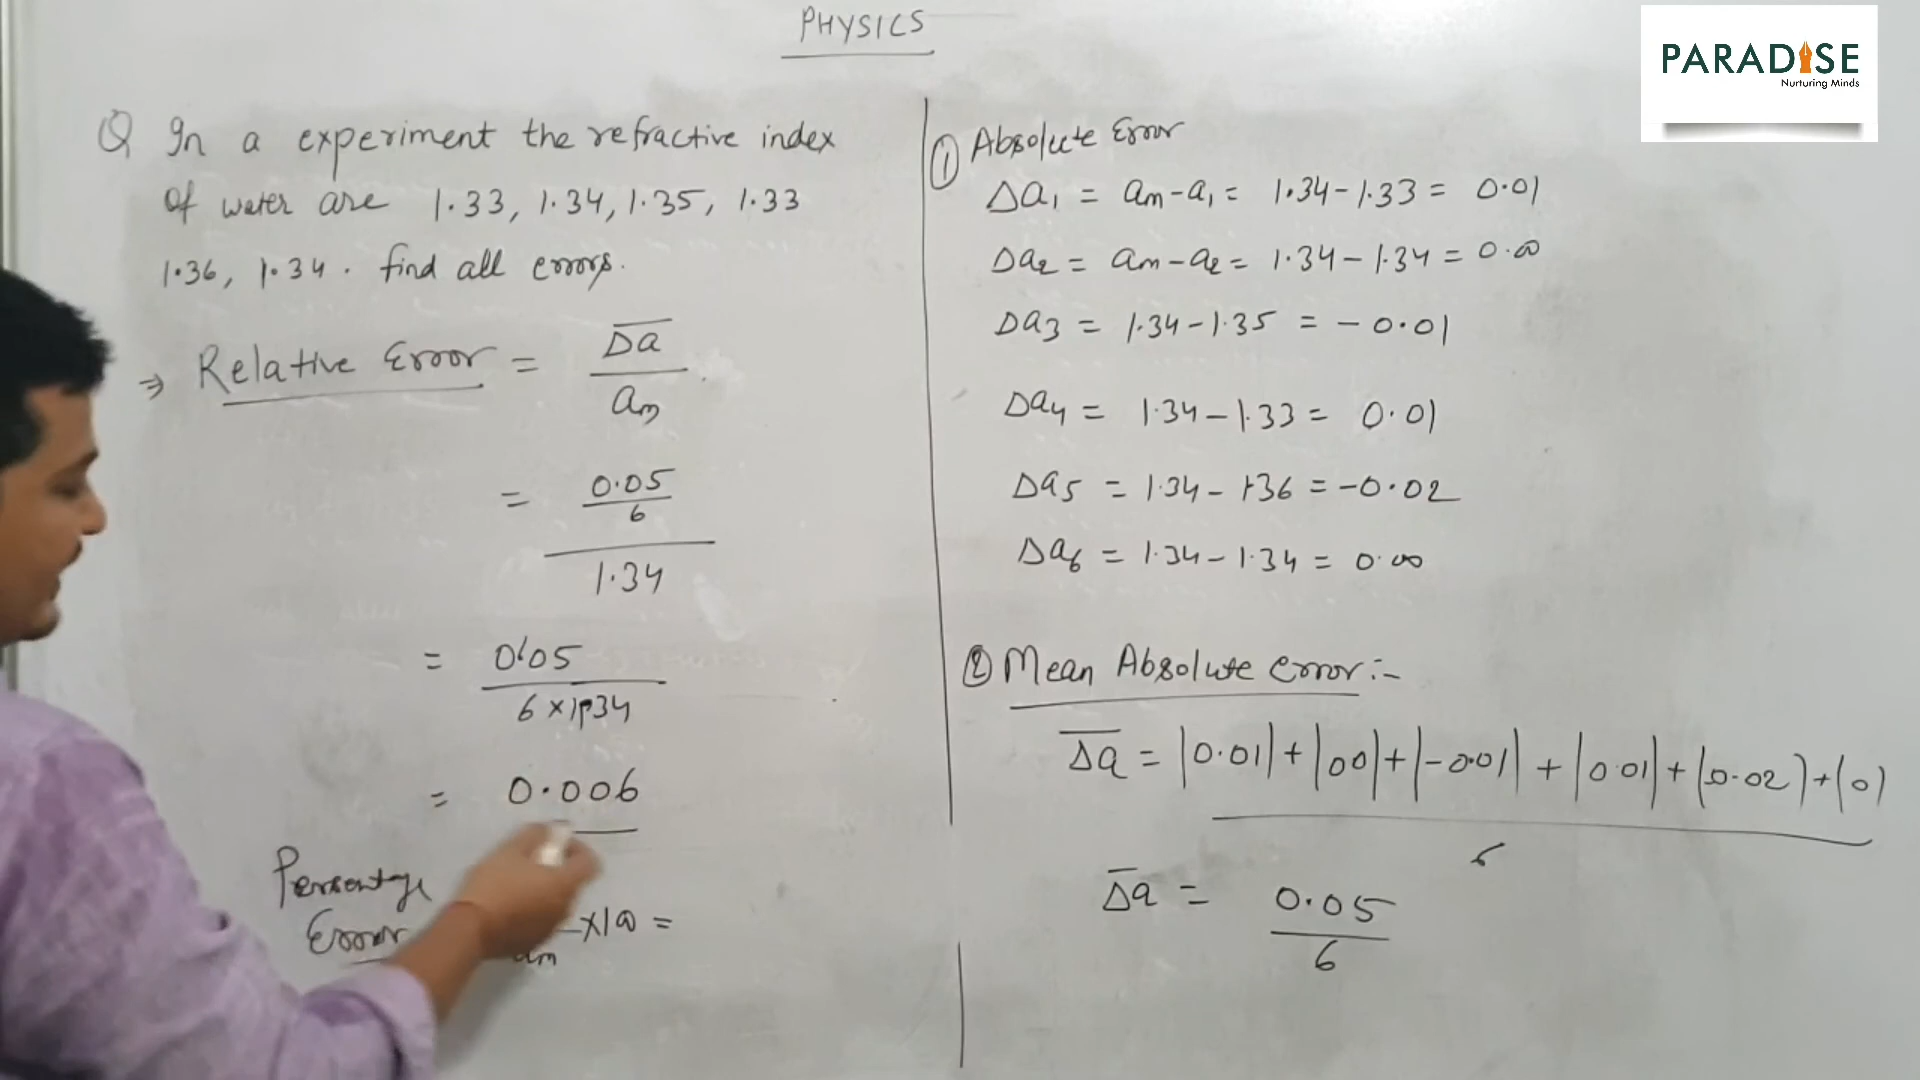 PHYSICS
PARADISE
Nurturing Minds
Q In a experiment the refractive index
of water are 1.33, 1.34, 1.35, 1.33
1.36, 1.34. find all errors.
⇒ Relative Error = Δa̅ / am
= 0.05/6 / 1.34
= 0.05 / 6 × 1.34
= 0.006
Percentage
Error
am ×100 =
① Absolute Error
Δa1 = am - a1 = 1.34 - 1.33 = 0.01
Δa2 = am - a2 = 1.34 - 1.34 = 0.00
Δa3 = 1.34 - 1.35 = - 0.01
Δa4 = 1.34 - 1.33 = 0.01
Δa5 = 1.34 - 1.36 = -0.02
Δa6 = 1.34 - 1.34 = 0.00
② Mean Absolute error :-
Δa̅ = |0.01| + |00| + |-0.01| + |0.01| + |0.02| + |0|
6
Δa̅ = 0.05 / 6